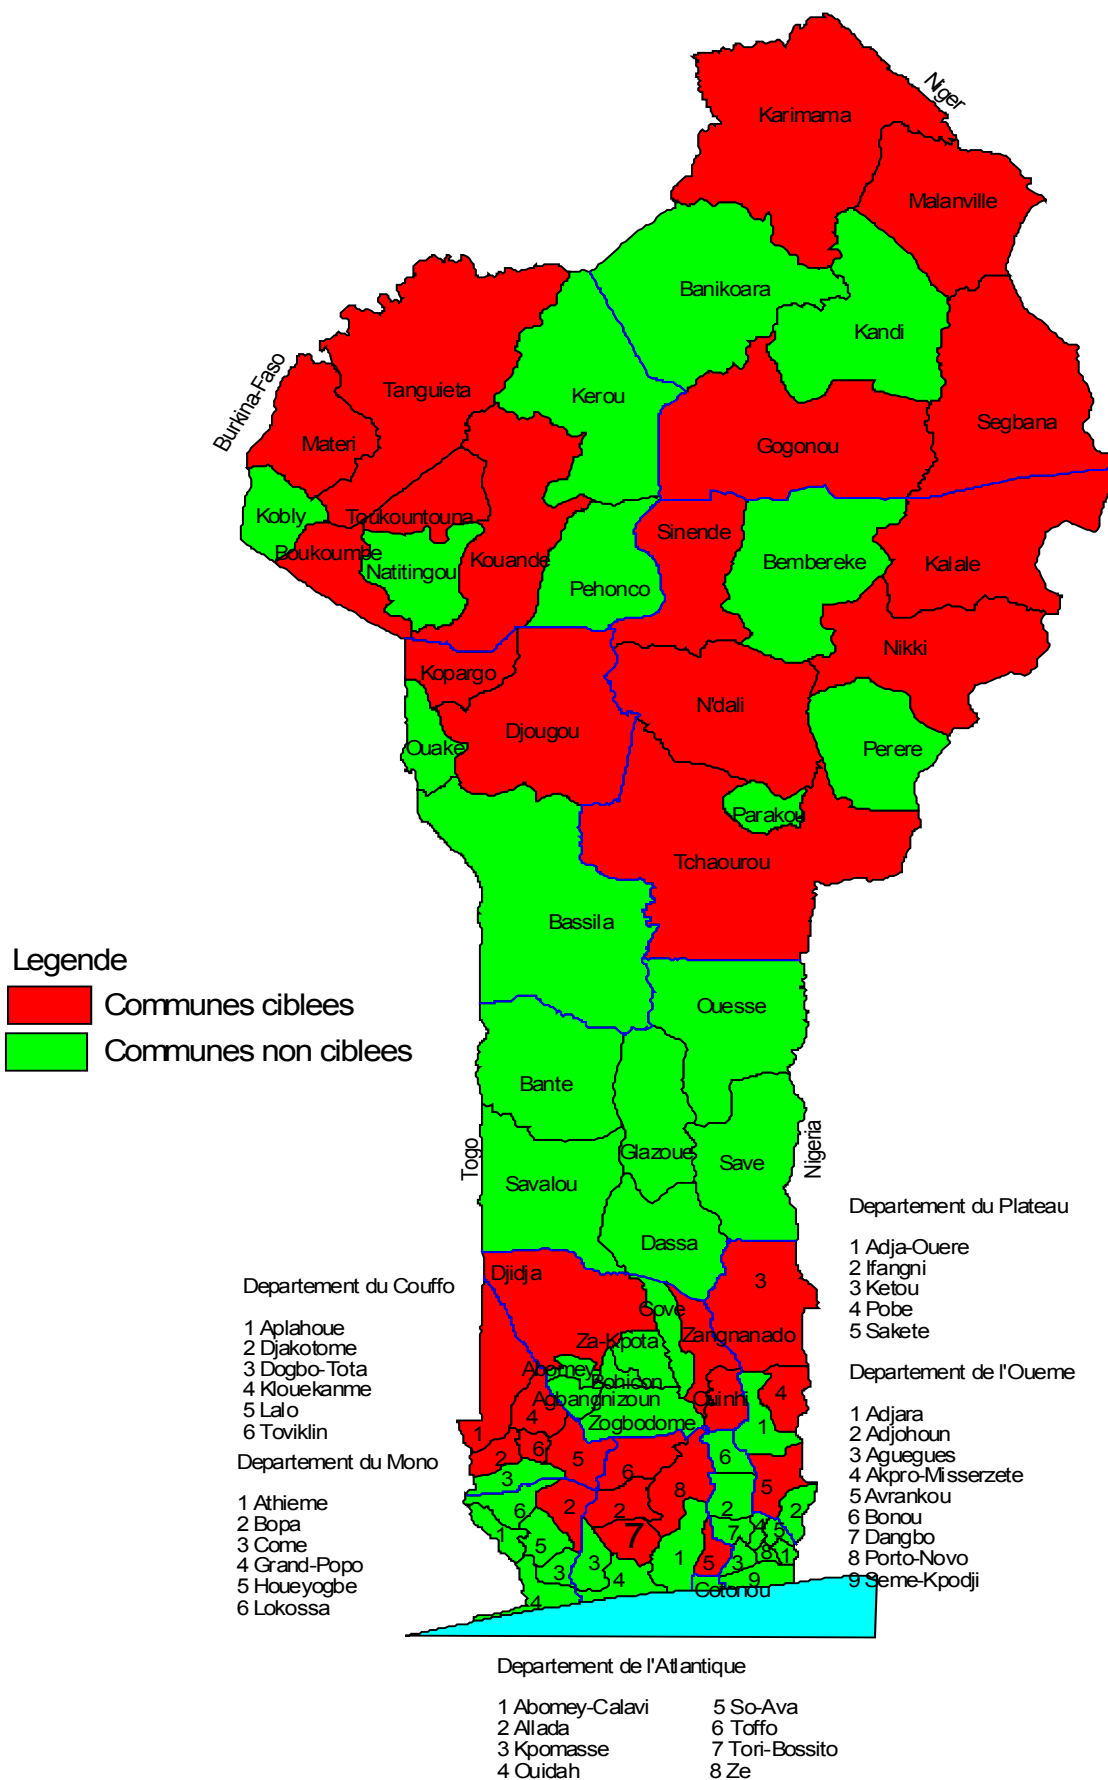 Niger
Karimama
Malanville
Banikoara
Kandi
Burkina-Faso
Tanguieta
Kerou
Segbana
Materi
Gogonou
Kobly
Toukountouna
Sinende
Boukoumbe
Natitingou
Kouande
Pehonco
Bembereke
Kalale
Kopargo
Nikki
N'dali
Djougou
Ouake
Perere
Parakou
Tchaourou
Bassila
Legende
Communes ciblees
Communes non ciblees
Ouesse
Bante
Togo
Glazoue
Save
Nigeria
Savalou
Dassa
Departement du Plateau
1 Adja-Ouere
2 Ifangni
3 Ketou
4 Pobe
5 Sakete
Djidja
3
Departement du Couffo
1 Aplahoue
2 Djakotome
3 Dogbo-Tota
4 Klouekanme
5 Lalo
6 Toviklin
Cove
Za-Kpota
Zangnanado
Abomey
Bohicon
Agbangnizoun
Ouinhi
4
Zogbodome
4
1
Departement de l'Oueme
1 Adjara
2 Adjohoun
3 Aguegues
4 Akpro-Misserzete
5 Avrankou
6 Bonou
7 Dangbo
8 Porto-Novo
9 Seme-Kpodji
1
6
2
5
6
6
3
Departement du Mono
1 Athieme
2 Bopa
3 Come
4 Grand-Popo
5 Houeyogbe
6 Lokossa
8
5
6
2
2
2
2
1
7
7
4
5
5
3
3
1
5
3
8
1
4
9
4
Cotonou
Departement de l'Atlantique
1 Abomey-Calavi
2 Allada
3 Kpomasse
4 Ouidah
5 So-Ava
6 Toffo
7 Tori-Bossito
8 Ze